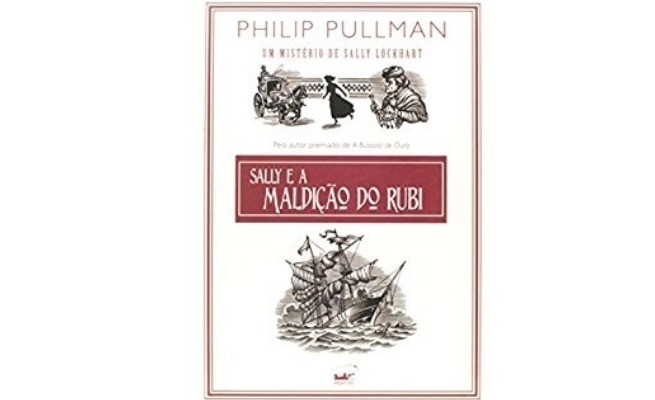 PHILIP PULLMAN
UM MISTÉRIO DE SALLY LOCKHART
Pelo autor premiado de A Bússola de Ouro
SALLY E A
MALDIÇÃO DO RUBI